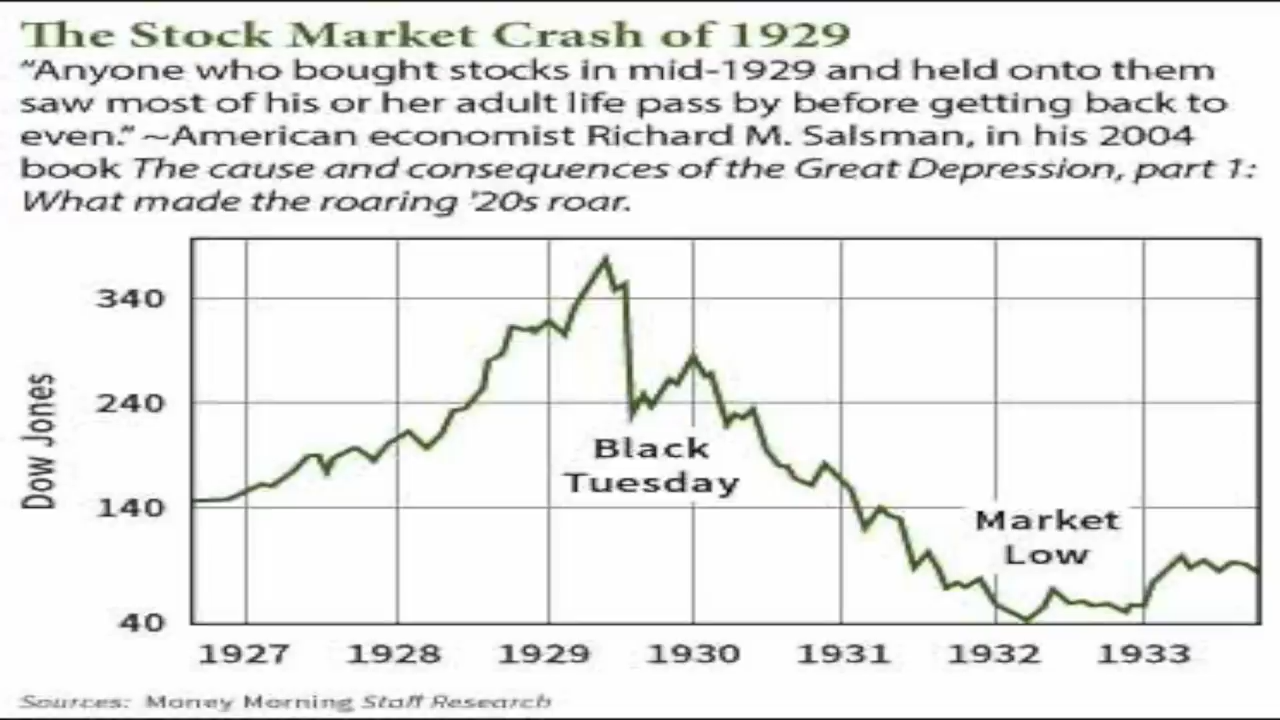 The Stock Market Crash of 1929
“Anyone who bought stocks in mid-1929 and held onto them
saw most of his or her adult life pass by before getting back to
even.” ~American economist Richard M. Salsman, in his 2004
book The cause and consequences of the Great Depression, part 1:
What made the roaring '20s roar.
340
240
140
40
Dow Jones
Black
Tuesday
Market
Low
1927 1928 1929 1930 1931 1932 1933
Sources: Money Morning Staff Research